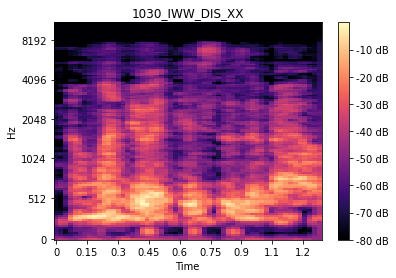 1030_IWW_DIS_XX
8192
4096
2048
1024
512
0
Hz
0 0.15 0.3 0.45 0.6 0.75 0.9 1.1 1.2
Time
-10 dB
-20 dB
-30 dB
-40 dB
-50 dB
-60 dB
-70 dB
-80 dB